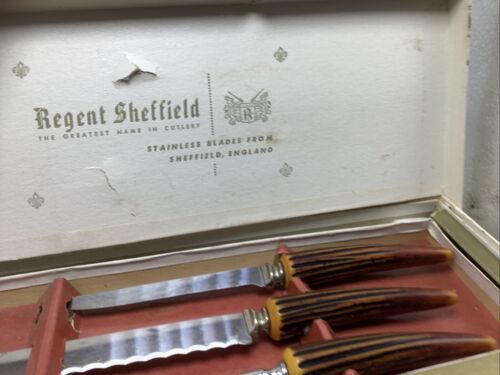 Regent Sheffield
THE GREATEST NAME IN CUTLERY
R
STAINLESS BLADES FROM
SHEFFIELD, ENGLAND